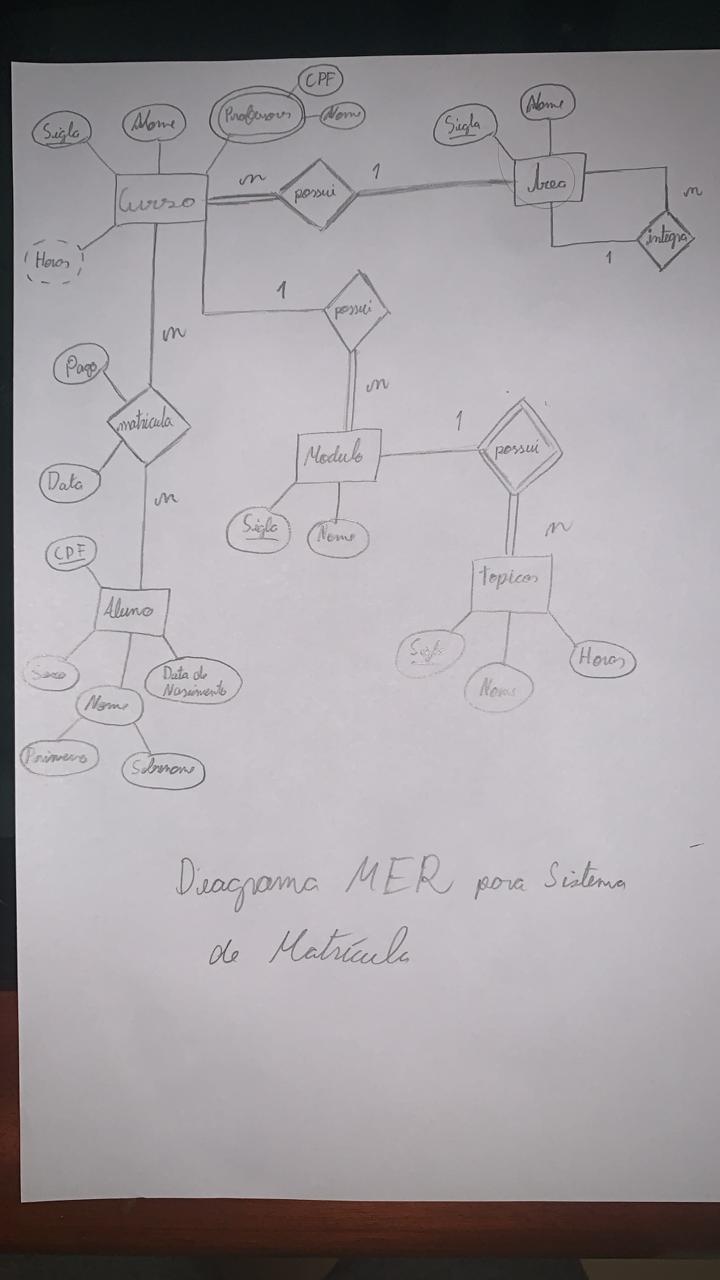 CPF
Professores
Nome
Sigla
Nome
Curso
Horas
n
possui
1
Sigla
Nome
Área
n
integra
1
1
possui
n
n
Pago
matricula
Data
n
Modulo
Sigla
Nome
1
possui
n
Topicos
Sigla
Nome
Horas
CPF
Aluno
Sexo
Nome
Data de
Nascimento
Primeiro
Sobrenome
Diagrama MER para Sistema
de Matrícula